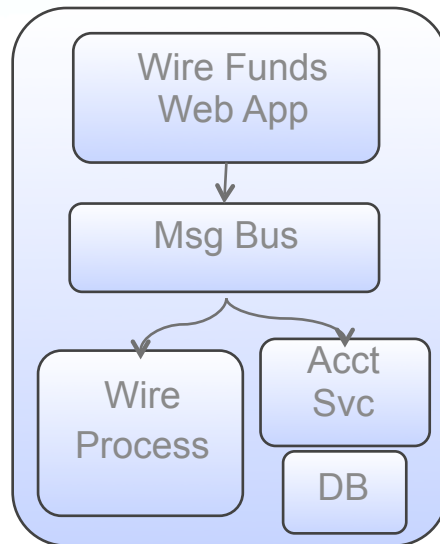 Wire Funds
Web App
Msg Bus
Wire
Process
Acct
Svc
DB